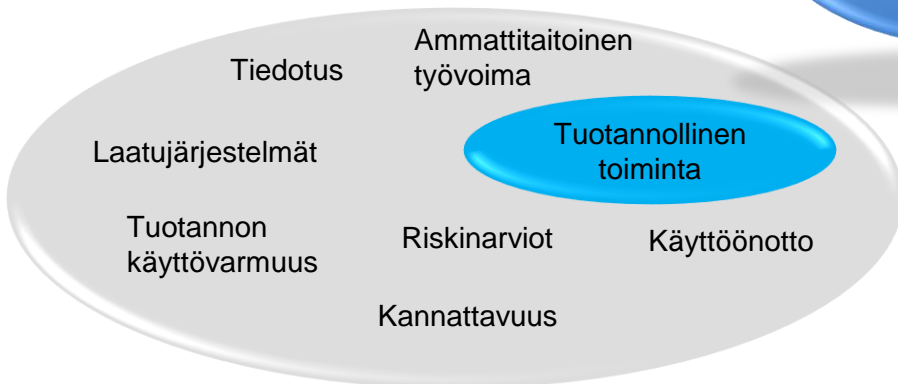 Ammattitaitoinen
työvoima
Tiedotus
Tuotannollinen
toiminta
Laatujärjestelmät
Tuotannon
käyttövarmuus
Riskinarviot
Käyttöönotto
Kannattavuus